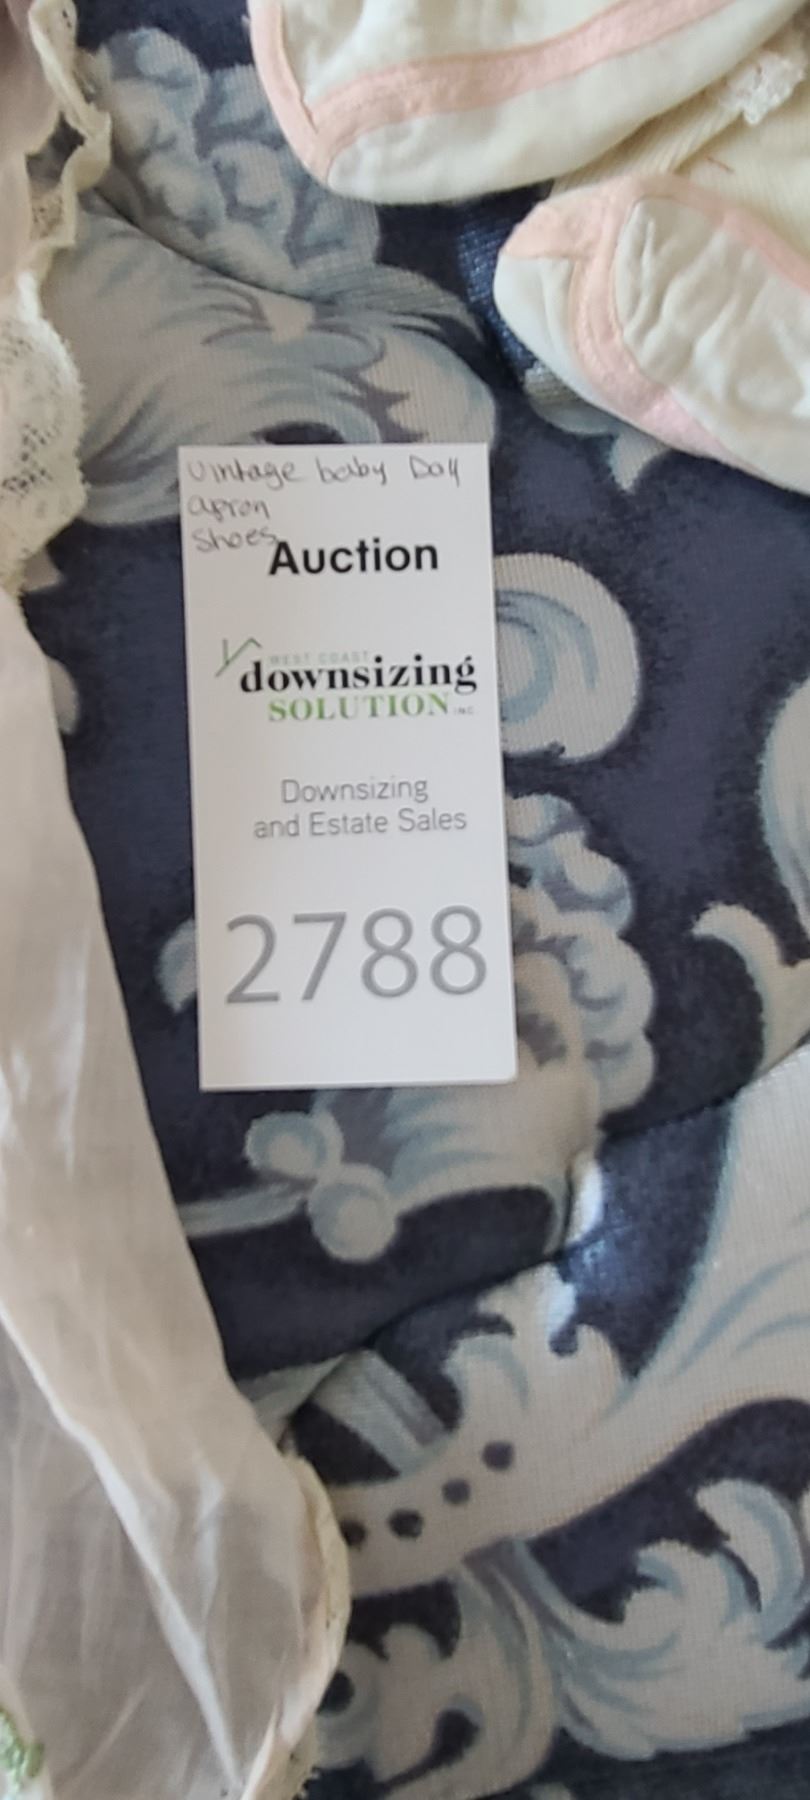 vintage baby Doll
apron
shoes
Auction
WEST COAST
downsizing
SOLUTION INC
Downsizing
and Estate Sales
2788